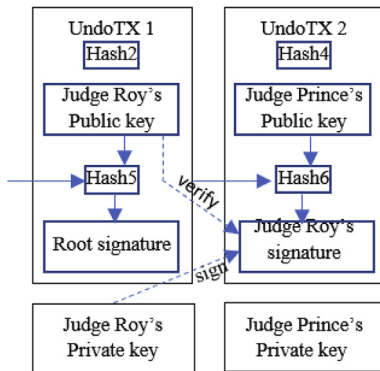 UndoTX 1
Hash2
Judge Roy's
Public key
Hash5
Root signature
Judge Roy's
Private key
verify
sign
UndoTX 2
Hash4
Judge Prince's
Public key
Hash6
Judge Roy's
signature
Judge Prince's
Private key